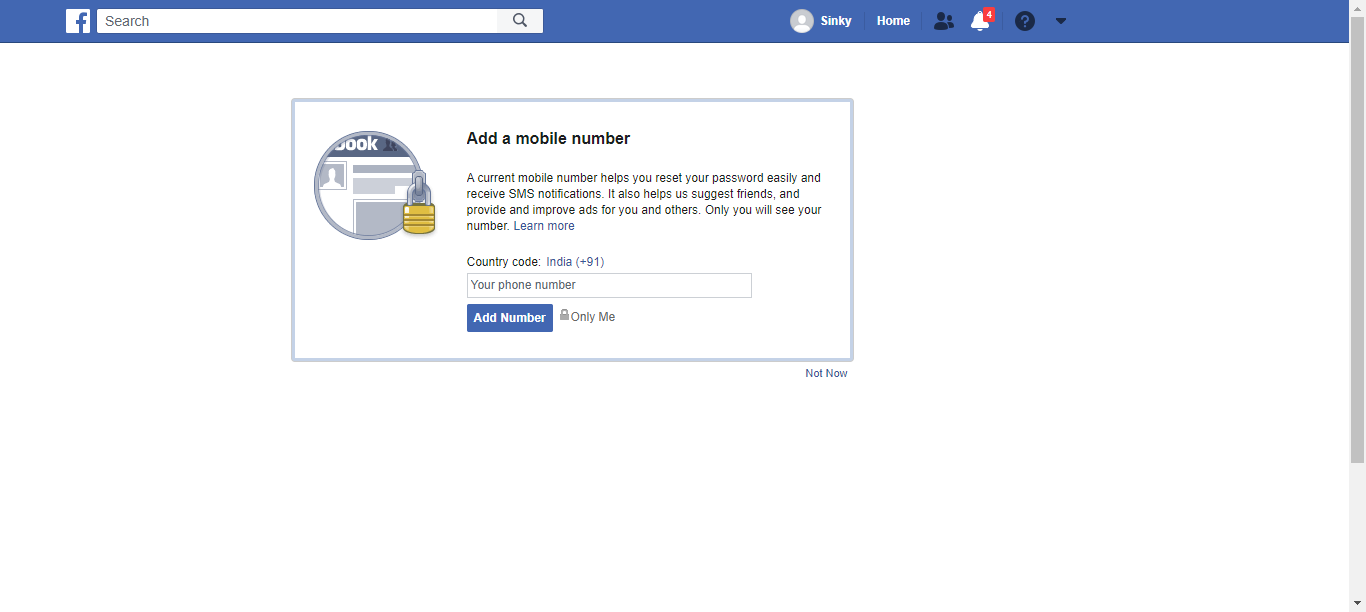 Search
Sinky
Home
4
?
book
Add a mobile number
A current mobile number helps you reset your password easily and
receive SMS notifications. It also helps us suggest friends, and
provide and improve ads for you and others. Only you will see your
number. Learn more
Country code: India (+91)
Your phone number
Add Number Only Me
Not Now